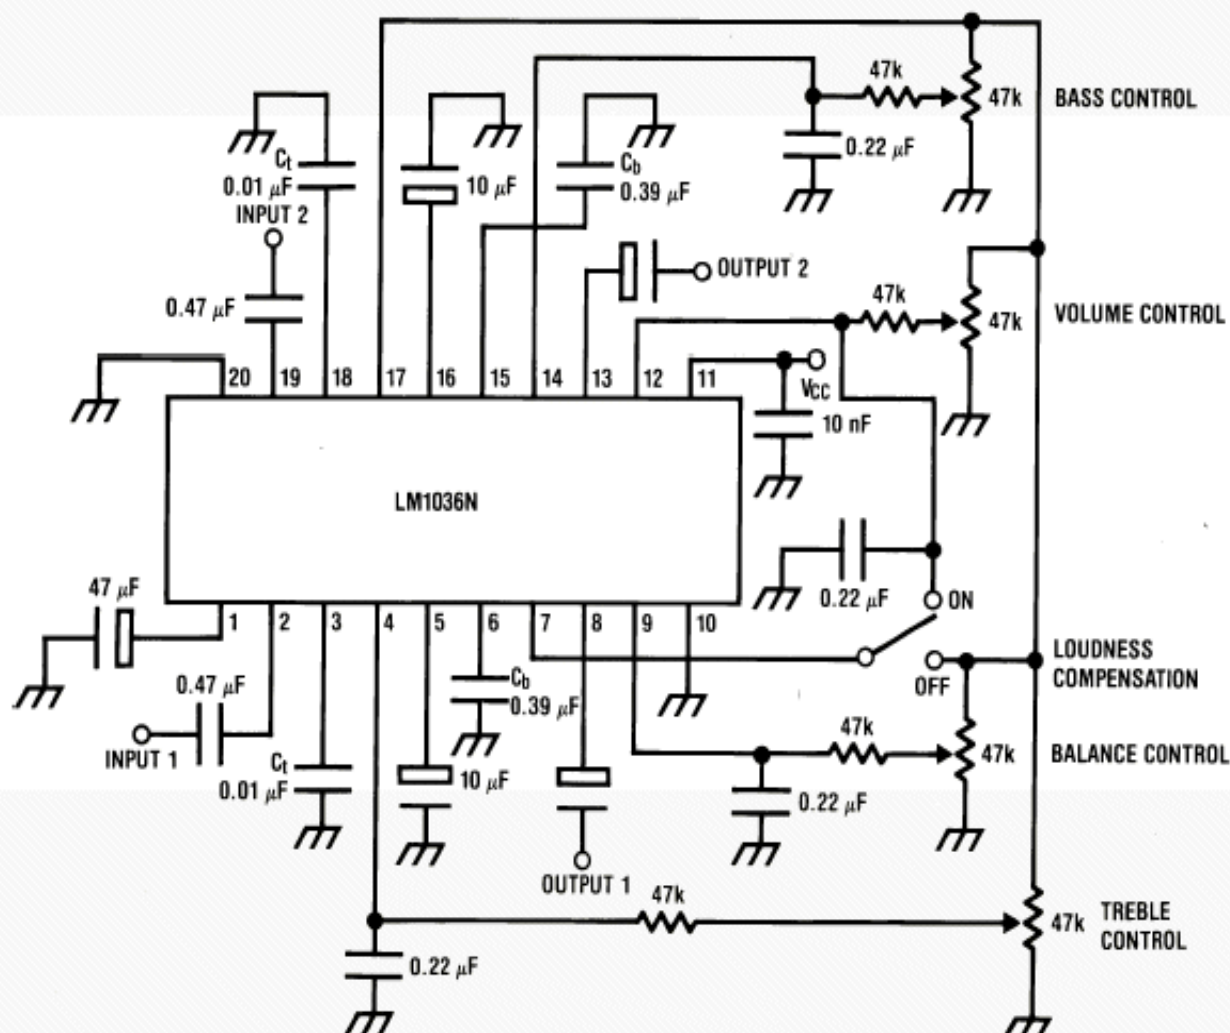 47k
47k
BASS CONTROL
0.22 μF
Ct
0.01 μF
10 μF
Cb
0.39 μF
INPUT 2
OUTPUT 2
0.47 μF
47k
47k
VOLUME CONTROL
20
19
18
17
16
15
14
13
12
11
VCC
10 nF
LM1036N
47 μF
0.22 μF
ON
1
2
3
4
5
6
7
8
9
10
OFF
LOUDNESS
COMPENSATION
0.47 μF
Cb
0.39 μF
INPUT 1
Ct
0.01 μF
10 μF
47k
47k
BALANCE CONTROL
0.22 μF
OUTPUT 1
47k
47k
TREBLE
CONTROL
0.22 μF